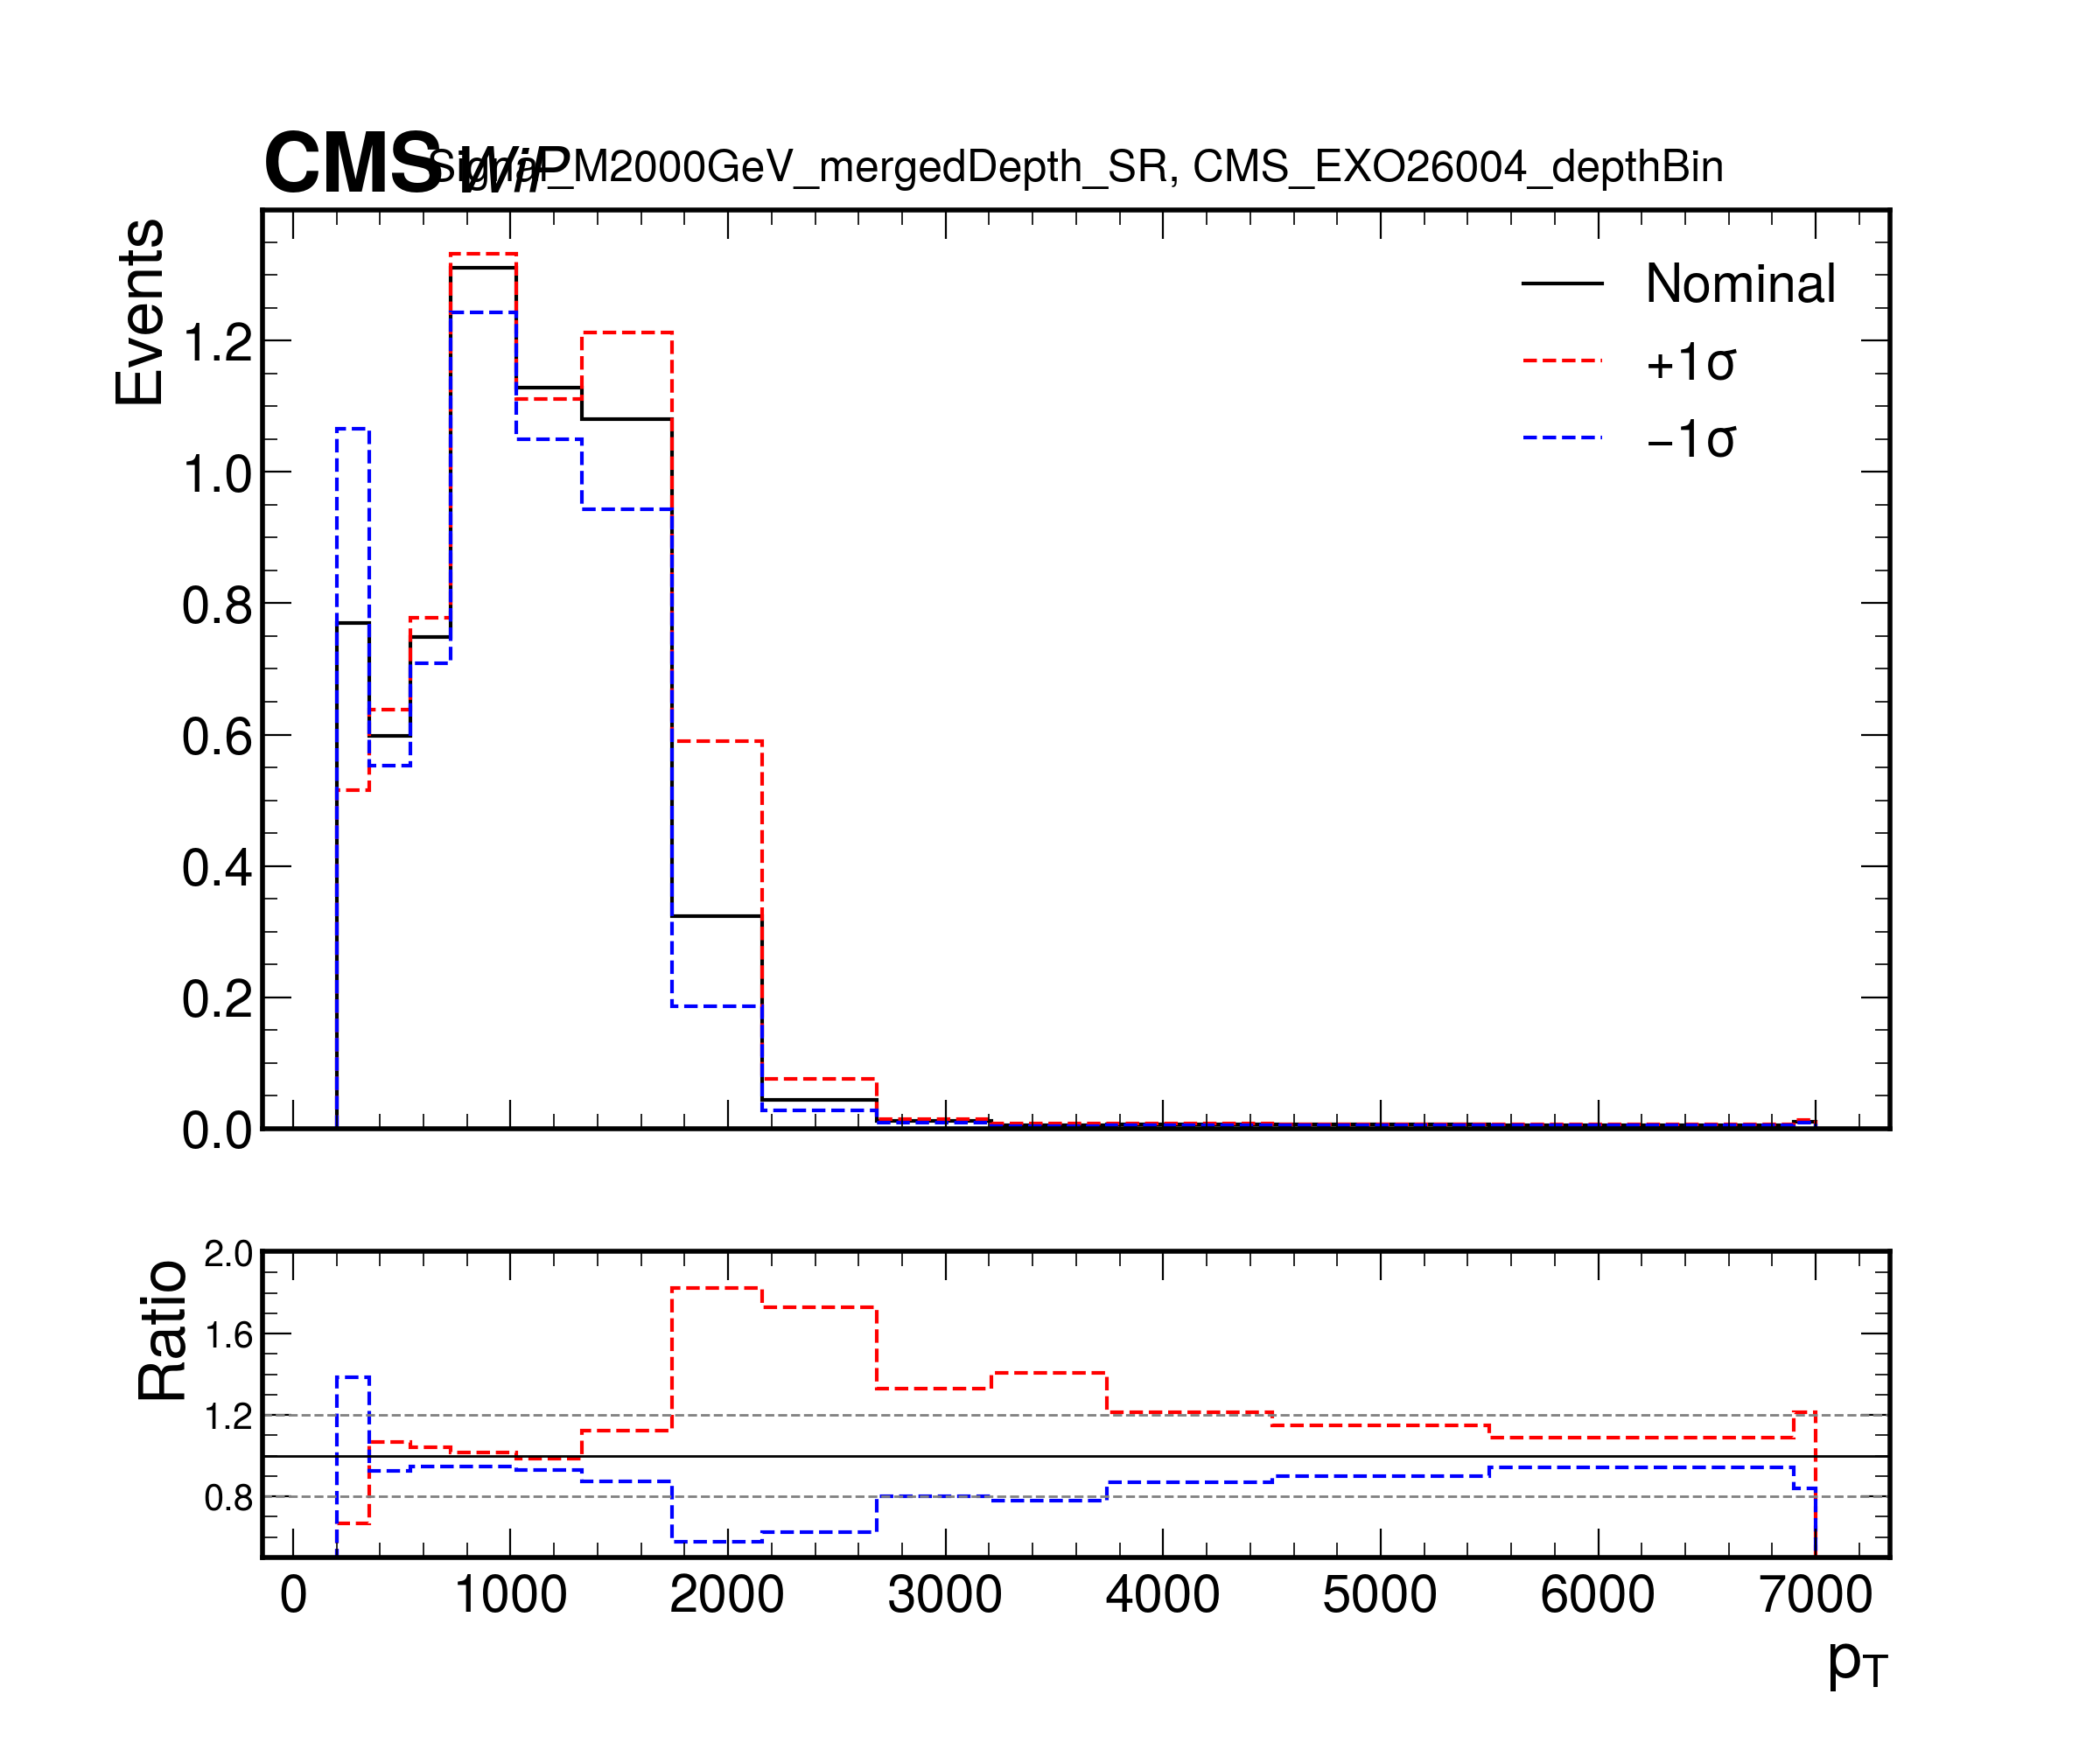 CMS WiP Signal_M2000GeV_mergedDepth_SR, CMS_EXO26004_depthBin
Events
1.2
1.0
0.8
0.6
0.4
0.2
0.0
Nominal
+1σ
−1σ
Ratio
2.0
1.6
1.2
0.8
0 1000 2000 3000 4000 5000 6000 7000
pT